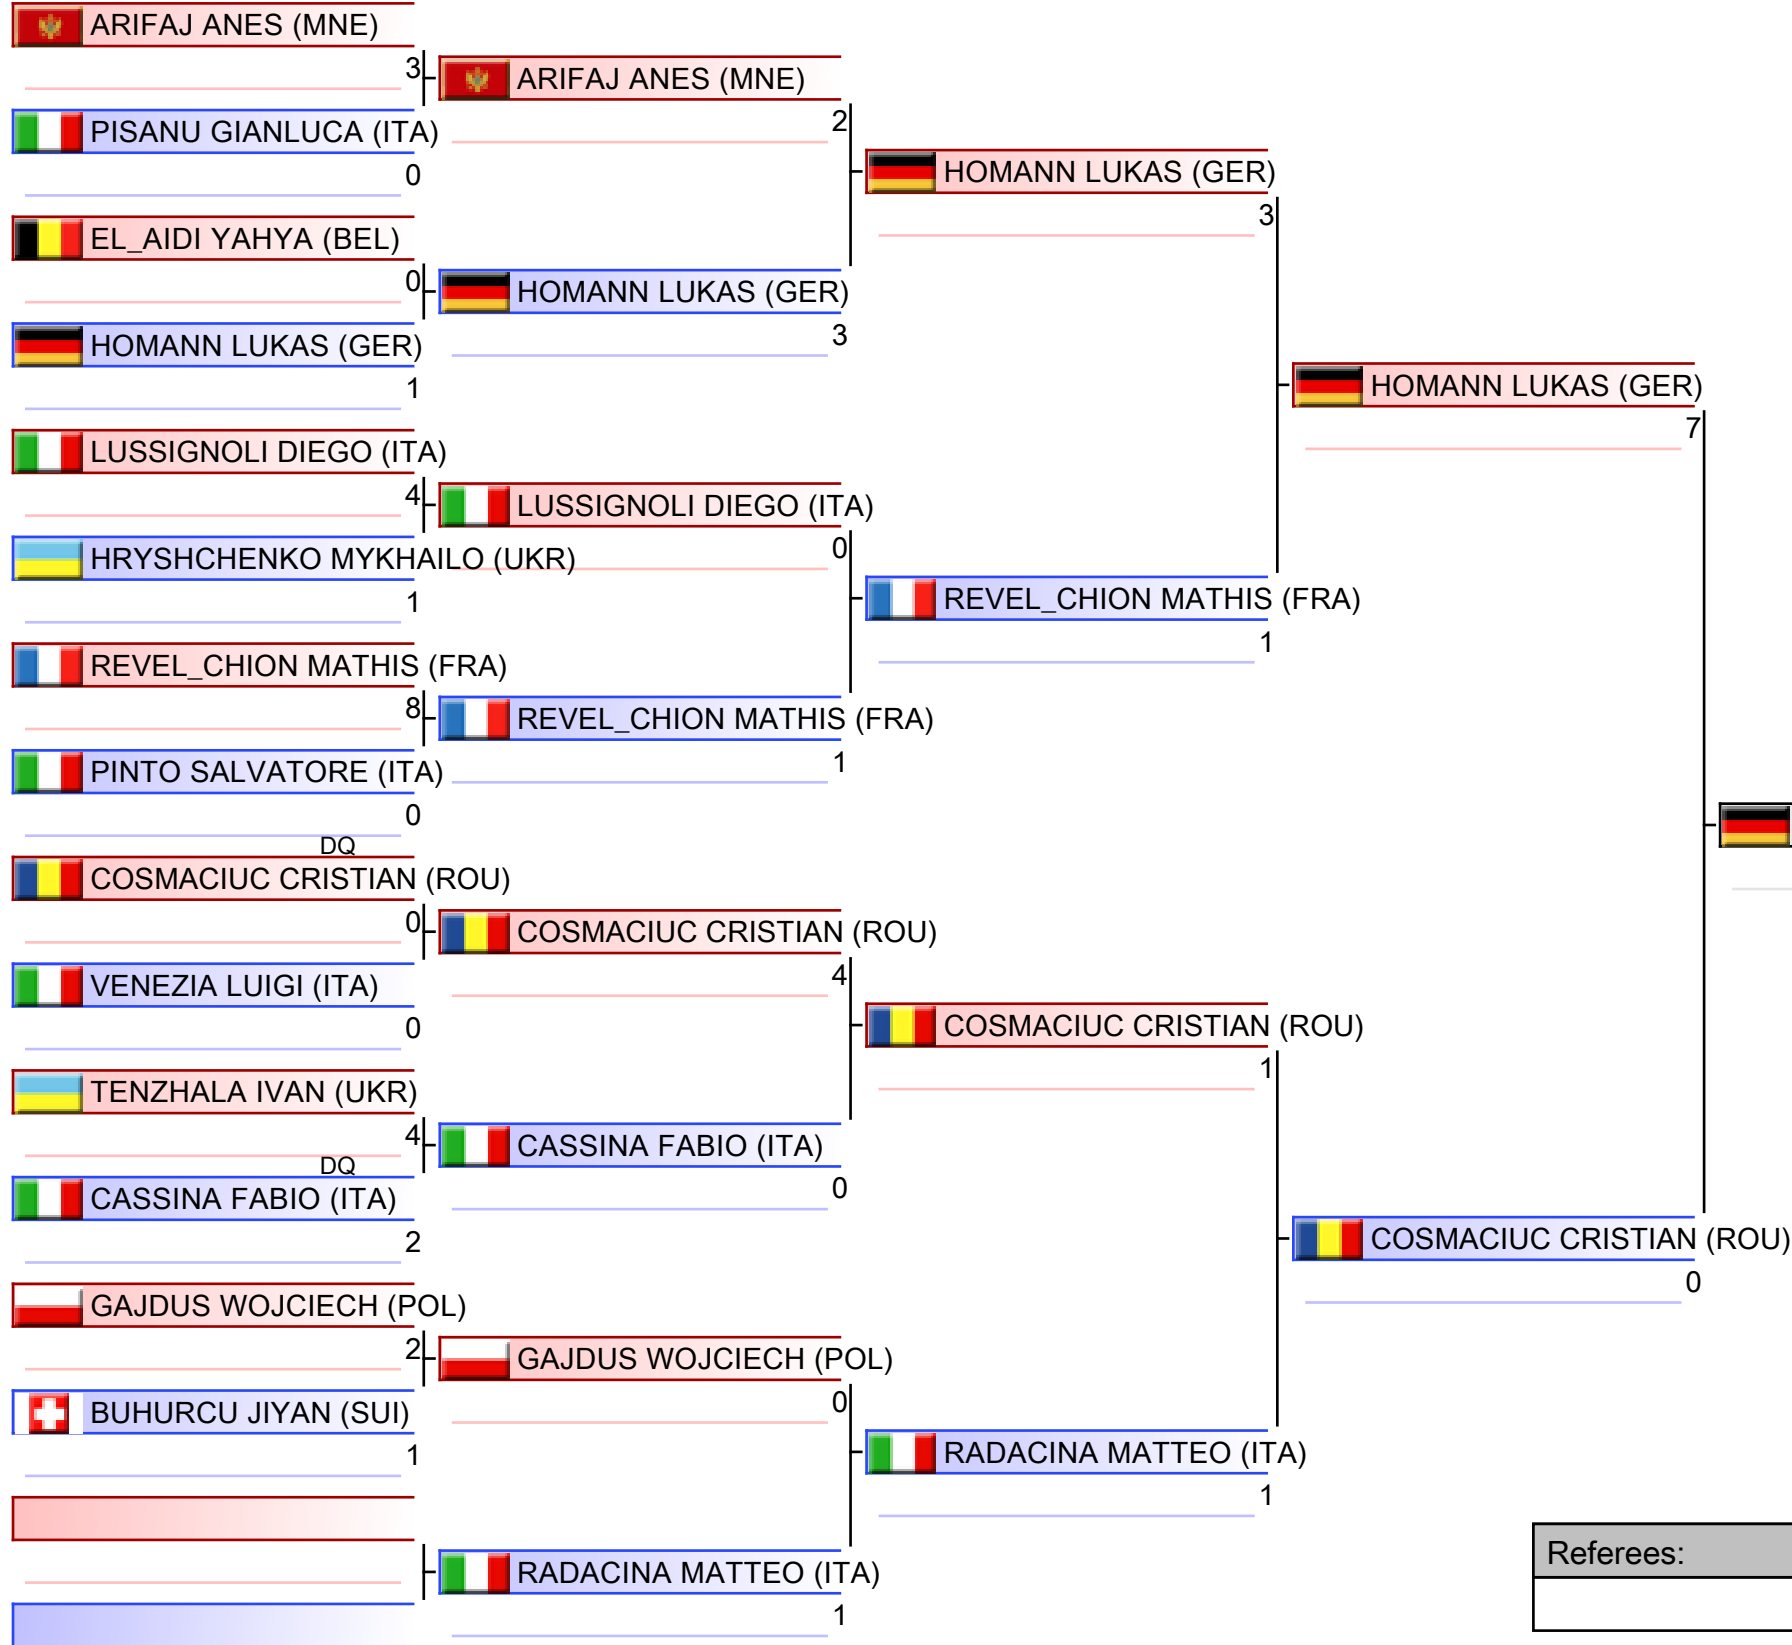 ARIFAJ ANES (MNE)
3
PISANU GIANLUCA (ITA)
0
EL_AIDI YAHYA (BEL)
0
HOMANN LUKAS (GER)
1
LUSSIGNOLI DIEGO (ITA)
4
HRYSHCHENKO MYKHAILO (UKR)
1
REVEL_CHION MATHIS (FRA)
8
PINTO SALVATORE (ITA)
0
DQ
COSMACIUC CRISTIAN (ROU)
0
VENEZIA LUIGI (ITA)
0
TENZHALA IVAN (UKR)
4
DQ
CASSINA FABIO (ITA)
2
GAJDUS WOJCIECH (POL)
2
BUHURCU JIYAN (SUI)
1
ARIFAJ ANES (MNE)
2
HOMANN LUKAS (GER)
3
LUSSIGNOLI DIEGO (ITA)
0
REVEL_CHION MATHIS (FRA)
1
COSMACIUC CRISTIAN (ROU)
4
CASSINA FABIO (ITA)
0
GAJDUS WOJCIECH (POL)
0
RADACINA MATTEO (ITA)
1
HOMANN LUKAS (GER)
3
REVEL_CHION MATHIS (FRA)
1
COSMACIUC CRISTIAN (ROU)
1
RADACINA MATTEO (ITA)
1
HOMANN LUKAS (GER)
7
COSMACIUC CRISTIAN (ROU)
0
Referees: